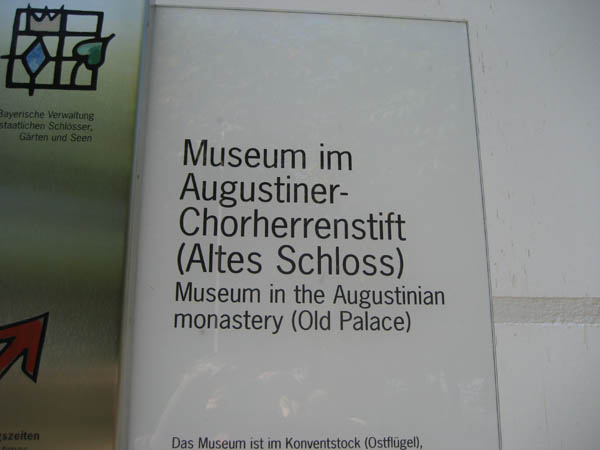 Bayerische Verwaltung
staatlichen Schlösser,
Gärten und Seen
Museum im
Augustiner-
Chorherrenstift
(Altes Schloss)
Museum in the Augustinian
monastery (Old Palace)
Das Museum ist im Konventstock (Ostflügel),